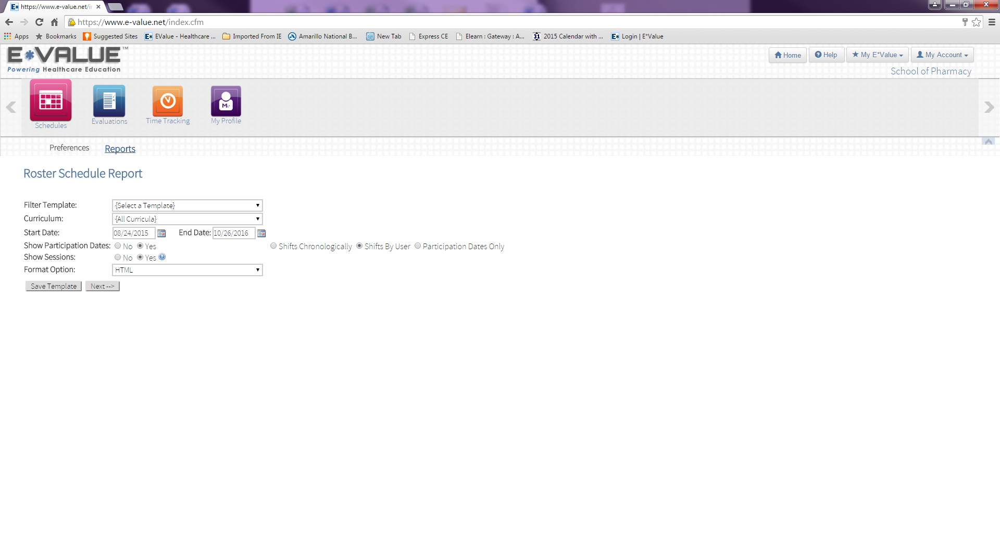 E* https://www.e-value.net/i
https://www.e-value.net/index.cfm
Apps Bookmarks Suggested Sites E* EValue - Healthcare ... Imported From IE Amarillo National B... New Tab Express CE Elearn : Gateway : A... 31 2015 Calendar with ... E* Login | E*Value
E*VALUE™
Powering Healthcare Education
Home Help My E*Value My Account
School of Pharmacy
Me
Schedules Evaluations Time Tracking My Profile
Preferences Reports
Roster Schedule Report
Filter Template: {Select a Template}
Curriculum: {All Curricula}
Start Date: 08/24/2015 End Date: 10/26/2016
Show Participation Dates: No Yes Shifts Chronologically Shifts By User Participation Dates Only
Show Sessions: No Yes
Format Option: HTML
Save Template Next -->